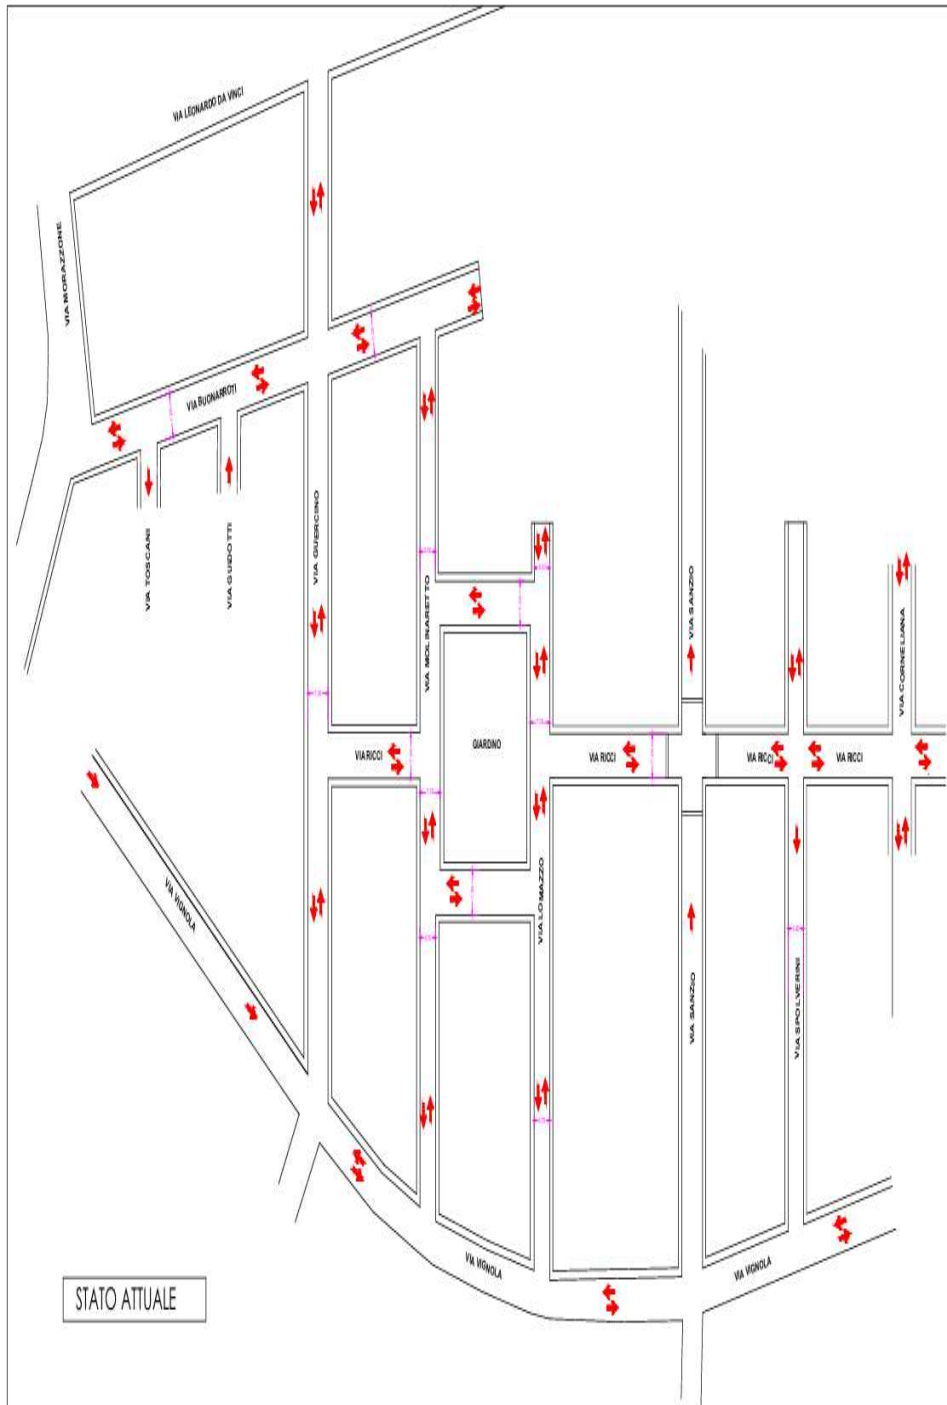 VIA LEONARDO DA VINCI
VIA MORAZZONE
VIA BUONARROTI
VIA TOSCANI
VIA GUIDOTTI
VIA GUERCINO
VIA MOLINARETTO
VIA SANZIO
VIA CORNELIANA
VIA RICCI
GIARDINO
VIA RICCI
VIA RICCI
VIA RICCI
VIA VIGNOLA
VIA LOMAZZO
VIA SANZIO
VIA SPOLVERINI
VIA VIGNOLA
VIA VIGNOLA
STATO ATTUALE